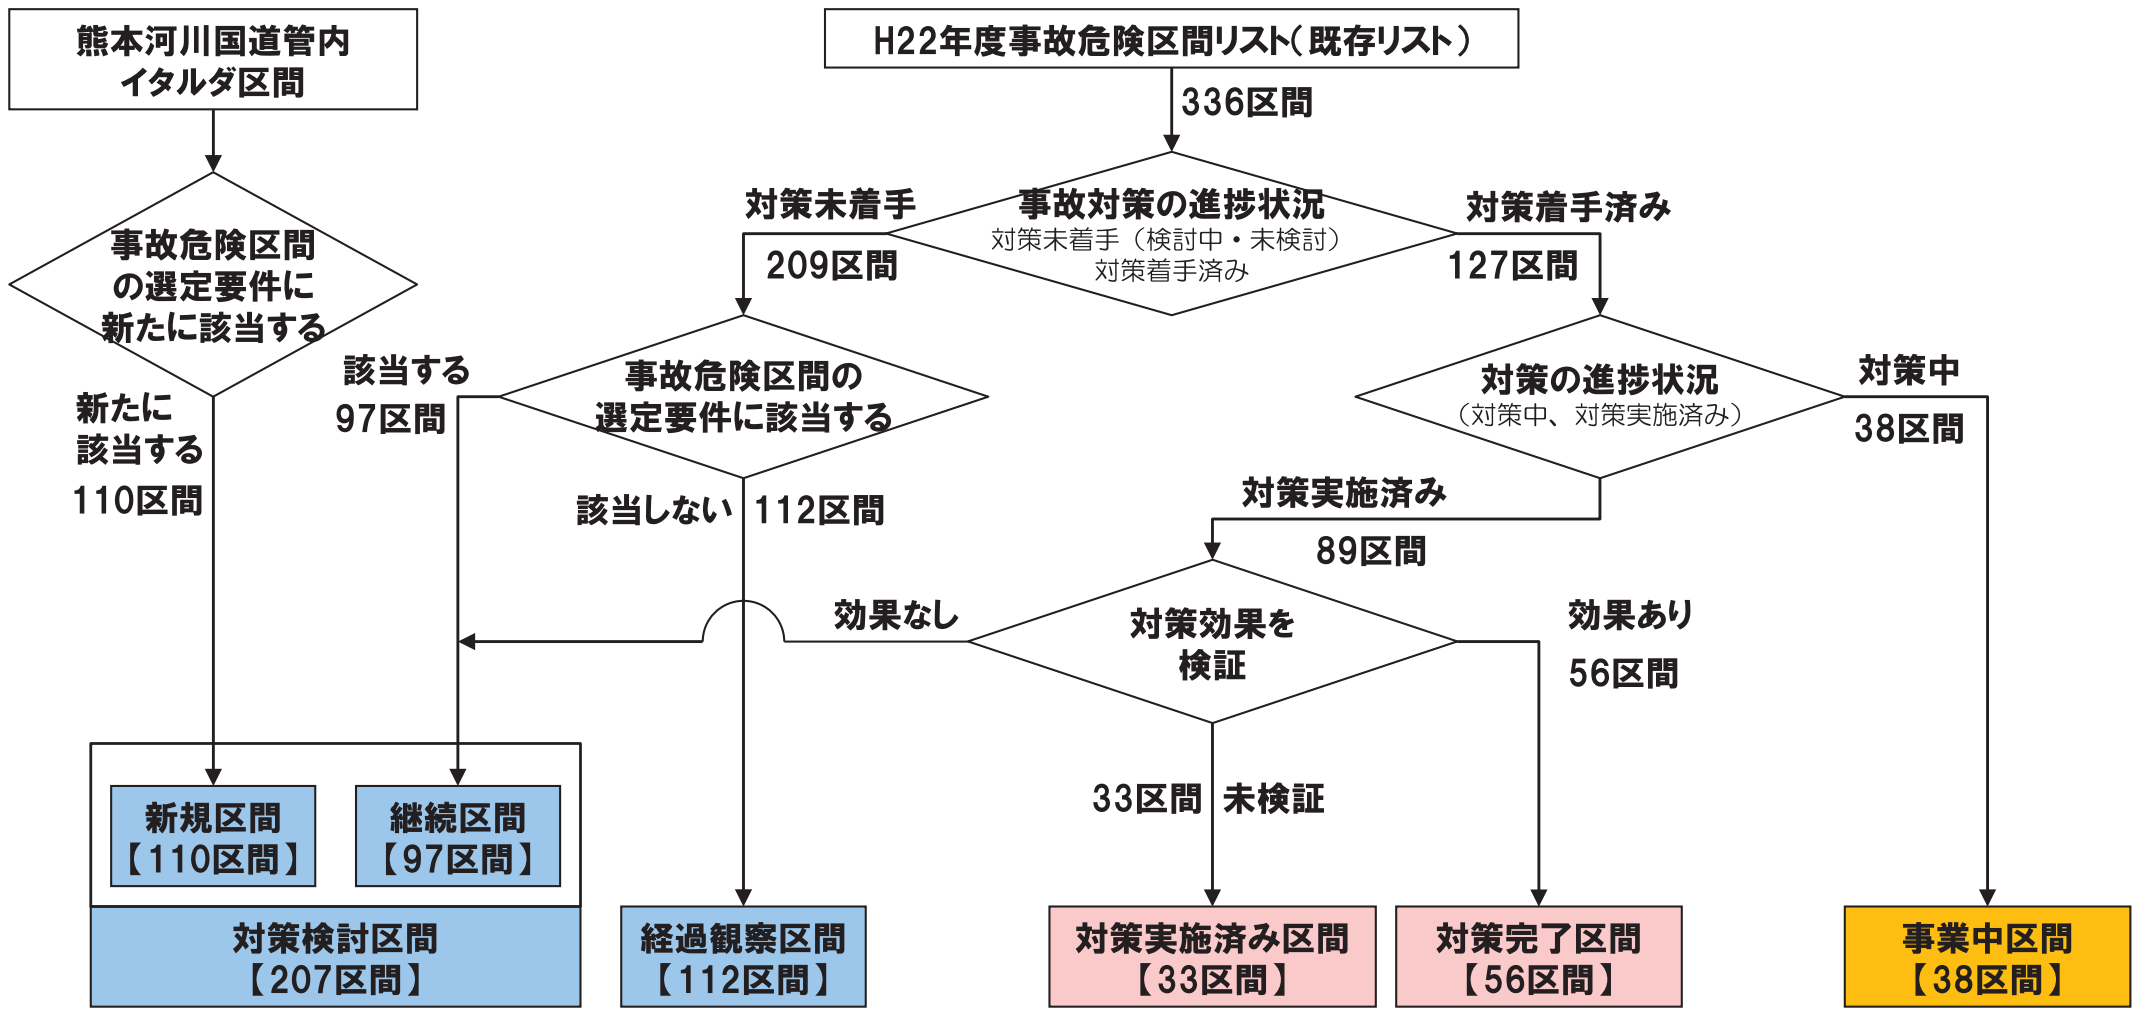 熊本河川国道管内
イタルダ区間
H22年度事故危険区間リスト(既存リスト)
336区間
事故危険区間
の選定要件に
新たに該当する
事故対策の進捗状況
対策未着手（検討中・未検討）
対策着手済み
対策未着手
209区間
対策着手済み
127区間
事故危険区間の
選定要件に該当する
該当する
97区間
対策の進捗状況
（対策中、対策実施済み）
対策中
38区間
新たに
該当する
110区間
該当しない
112区間
対策実施済み
89区間
対策効果を
検証
効果なし
効果あり
56区間
33区間
未検証
新規区間
【110区間】
継続区間
【97区間】
対策検討区間
【207区間】
経過観察区間
【112区間】
対策実施済み区間
【33区間】
対策完了区間
【56区間】
事業中区間
【38区間】